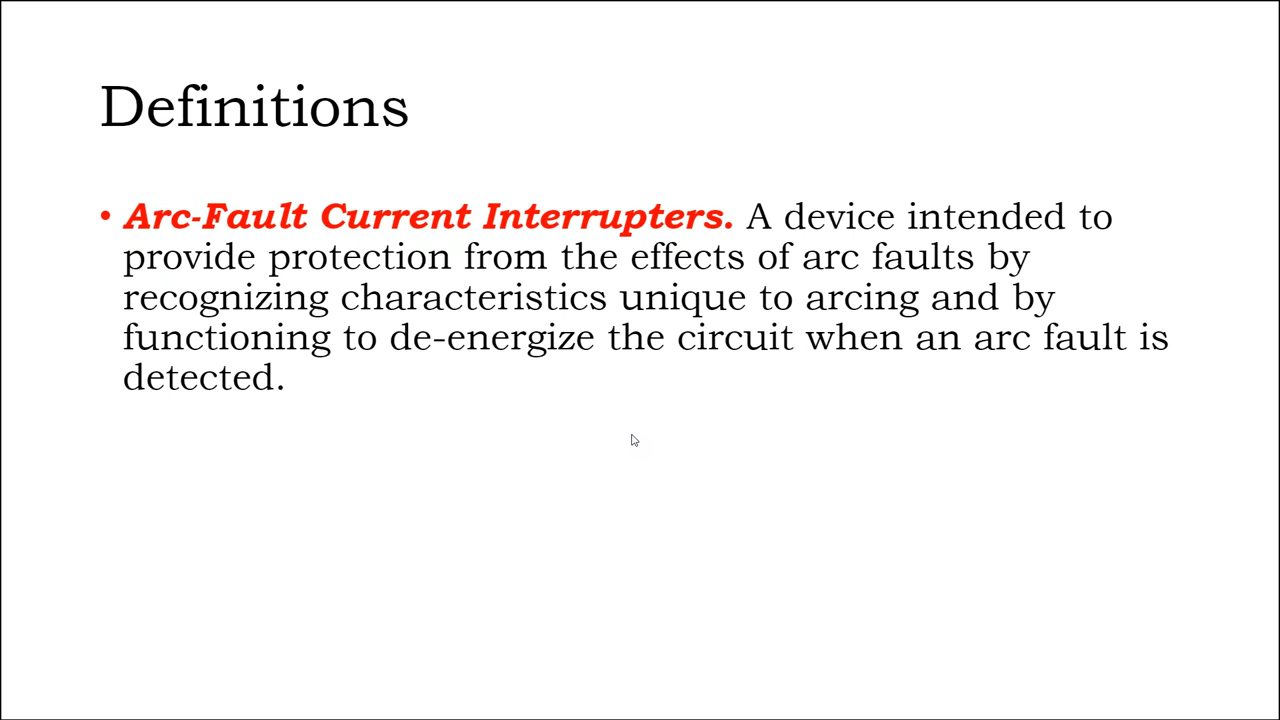 Definitions
• Arc-Fault Current Interrupters. A device intended to
provide protection from the effects of arc faults by
recognizing characteristics unique to arcing and by
functioning to de-energize the circuit when an arc fault is
detected.